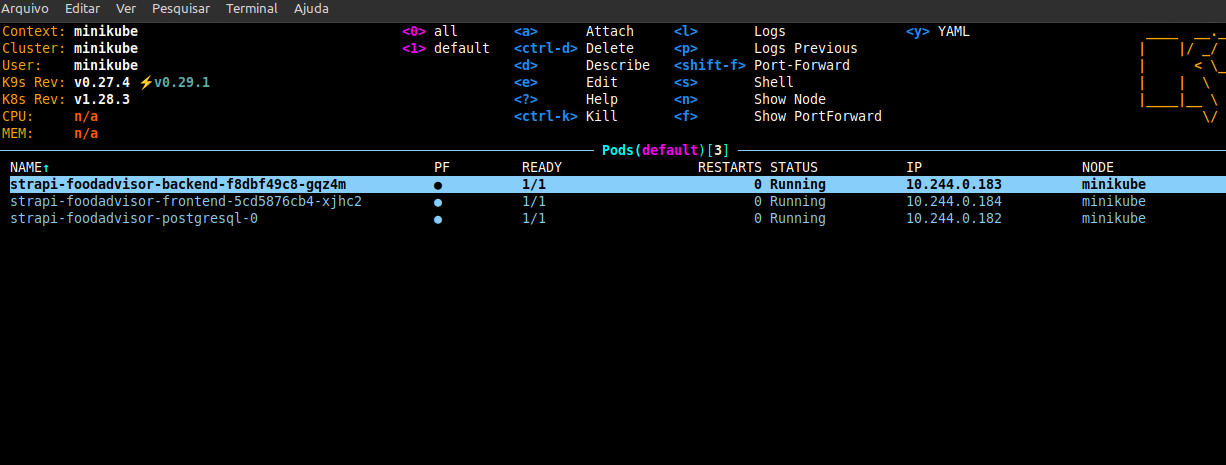 Arquivo Editar Ver Pesquisar Terminal Ajuda
Context: minikube <0> all <a> Attach <l> Logs <y> YAML
Cluster: minikube <1> default <ctrl-d> Delete <p> Logs Previous
User: minikube <d> Describe <shift-f> Port-Forward
K9s Rev: v0.27.4 ⚡v0.29.1 <e> Edit <s> Shell
K8s Rev: v1.28.3 <?> Help <n> Show Node
CPU: n/a <ctrl-k> Kill <f> Show PortForward
MEM: n/a
Pods(default)[3]
NAME↑ PF READY RESTARTS STATUS IP NODE
strapi-foodadvisor-backend-f8dbf49c8-gqz4m ● 1/1 0 Running 10.244.0.183 minikube
strapi-foodadvisor-frontend-5cd5876cb4-xjhc2 ● 1/1 0 Running 10.244.0.184 minikube
strapi-foodadvisor-postgresql-0 ● 1/1 0 Running 10.244.0.182 minikube